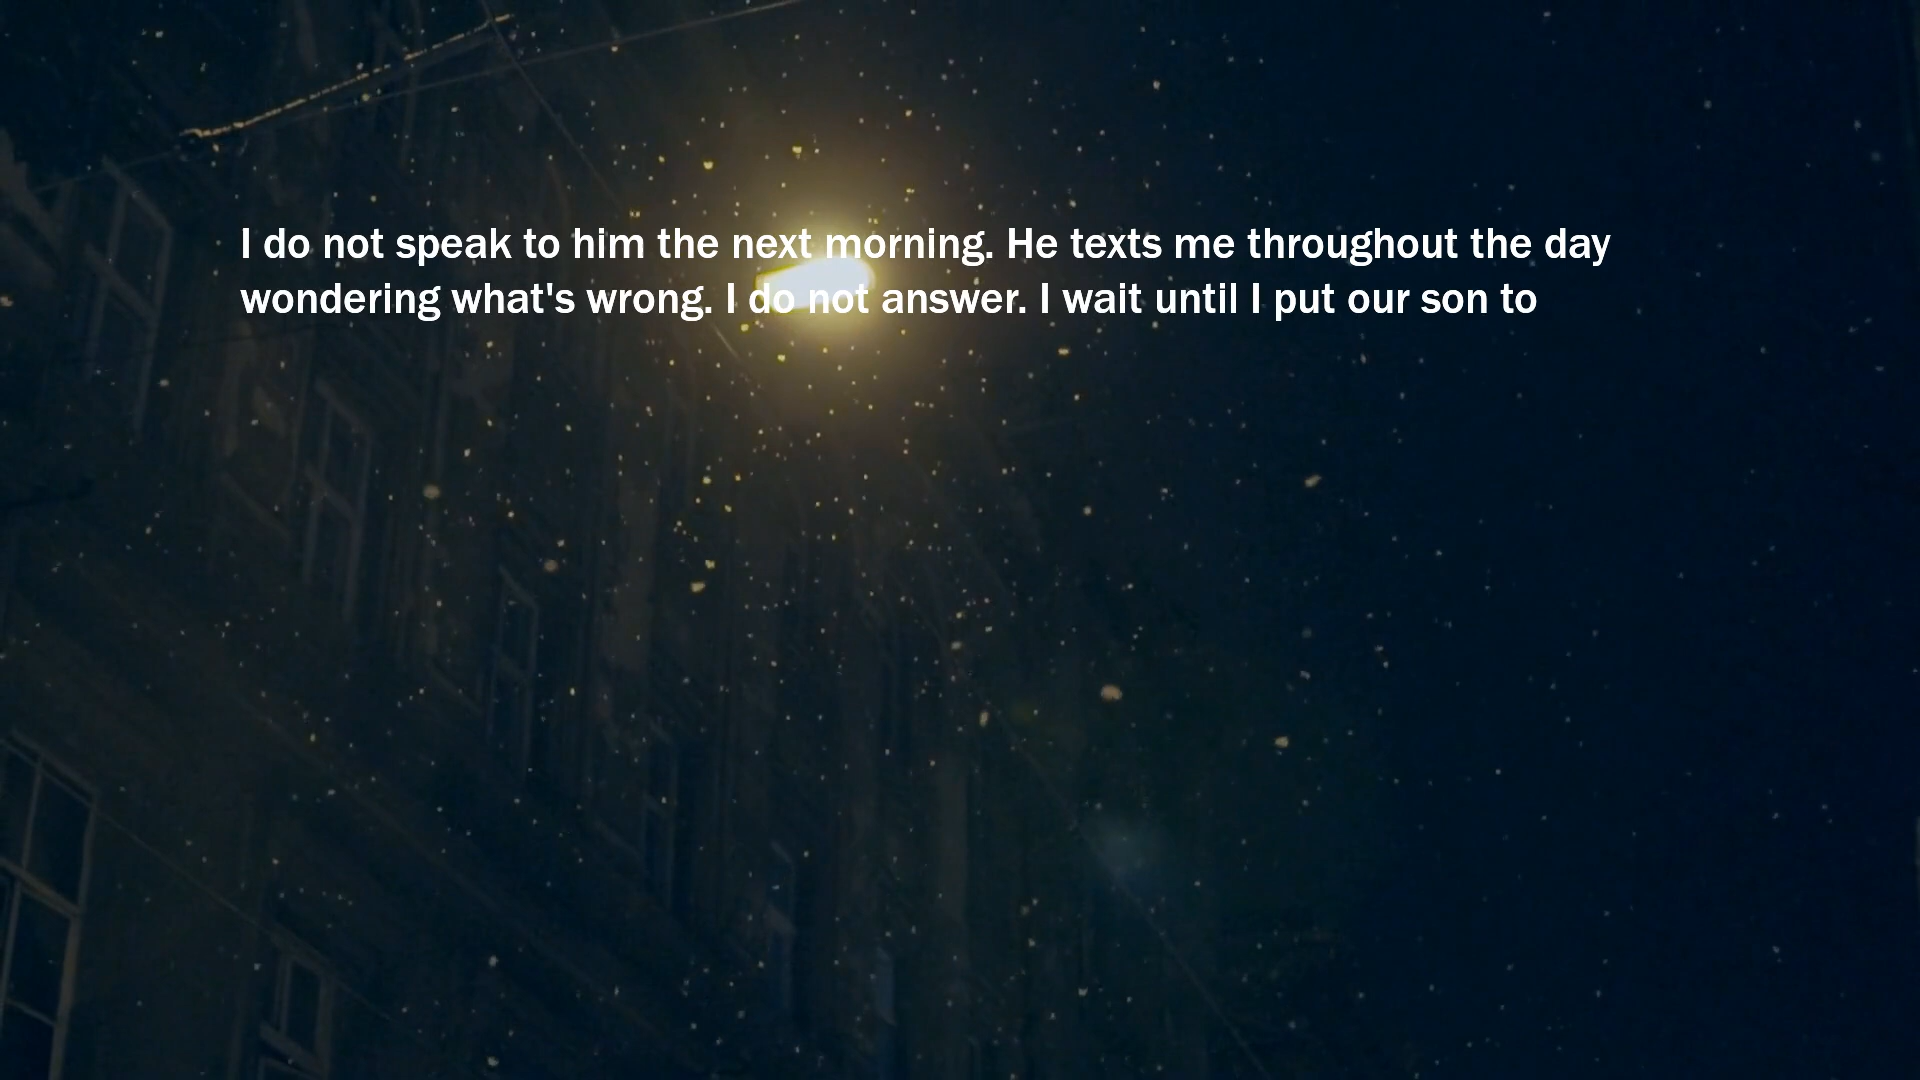 I do not speak to him the next morning. He texts me throughout the day
wondering what's wrong. I do not answer. I wait until I put our son to